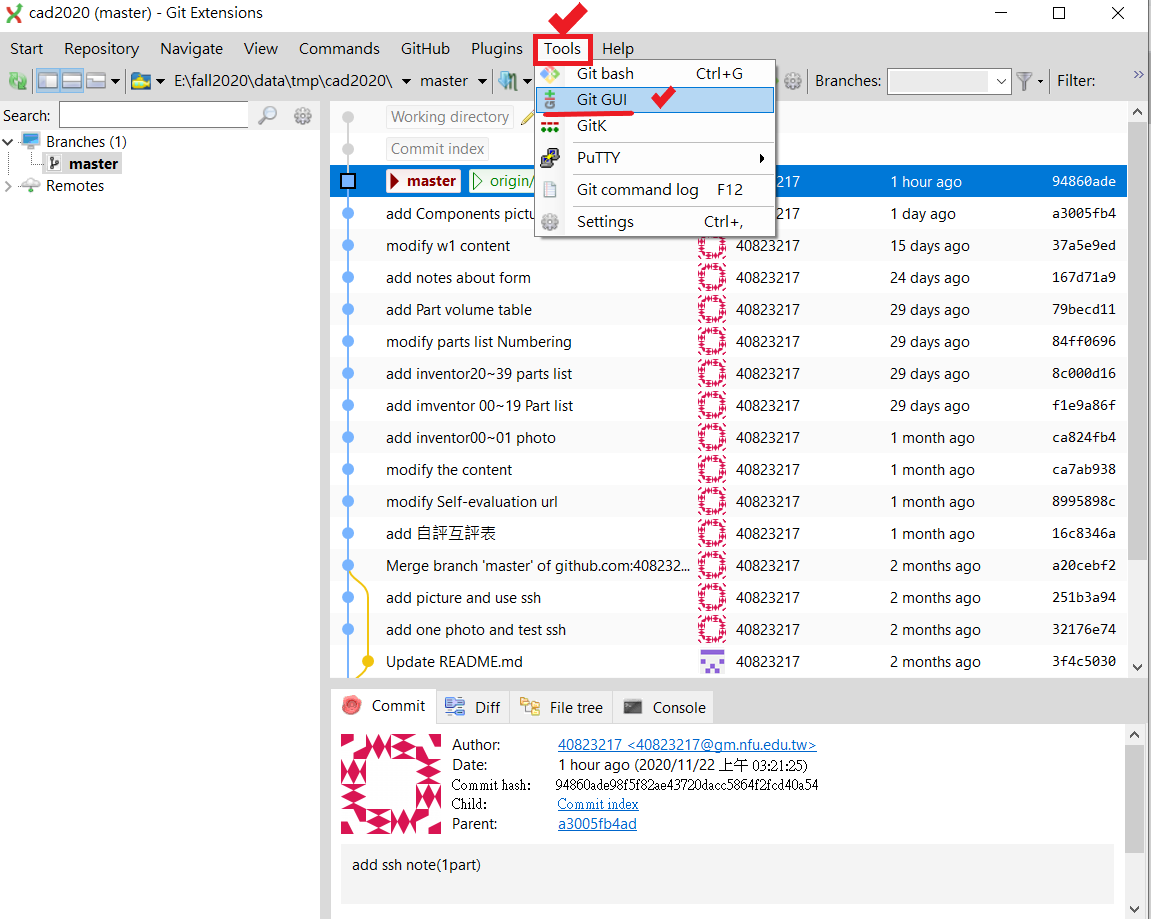 cad2020 (master) - Git Extensions
Start Repository Navigate View Commands GitHub Plugins Tools Help
E:\fall2020\data\tmp\cad2020\ master Branches: Filter:
Git bash Ctrl+G
Git GUI
GitK
PuTTY
Git command log F12
Settings Ctrl+,
Search:
Branches (1)
master
Remotes
Working directory
Commit index
master origin/ 17 1 hour ago 94860ade
add Components pictu 17 1 day ago a3005fb4
modify w1 content 40823217 15 days ago 37a5e9ed
add notes about form 40823217 24 days ago 167d71a9
add Part volume table 40823217 29 days ago 79becd11
modify parts list Numbering 40823217 29 days ago 84ff0696
add inventor20~39 parts list 40823217 29 days ago 8c000d16
add imventor 00~19 Part list 40823217 29 days ago f1e9a86f
add inventor00~01 photo 40823217 1 month ago ca824fb4
modify the content 40823217 1 month ago ca7ab938
modify Self-evaluation url 40823217 1 month ago 8995898c
add 自評互評表 40823217 1 month ago 16c8346a
Merge branch 'master' of github.com:408232... 40823217 2 months ago a20cebf2
add picture and use ssh 40823217 2 months ago 251b3a94
add one photo and test ssh 40823217 2 months ago 32176e74
Update README.md 40823217 2 months ago 3f4c5030
Commit Diff File tree Console
Author: 40823217 <40823217@gm.nfu.edu.tw>
Date: 1 hour ago (2020/11/22 上午 03:21:25)
Commit hash: 94860ade98f5f82ae43720dacc5864f2fcd40a54
Child: Commit index
Parent: a3005fb4ad
add ssh note(1part)